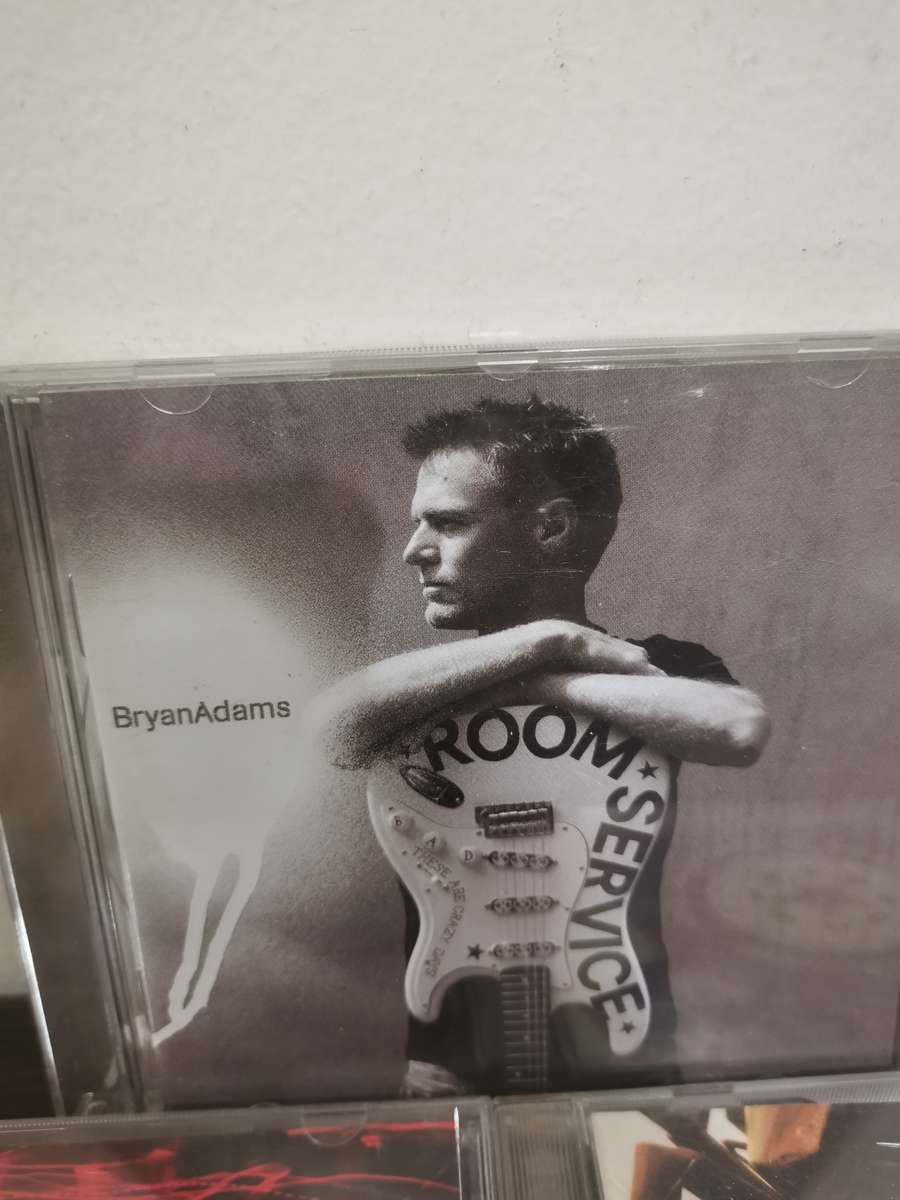 BryanAdams
ROOM★SERVICE★
B A D
THESE ARE CRAZY DAYS